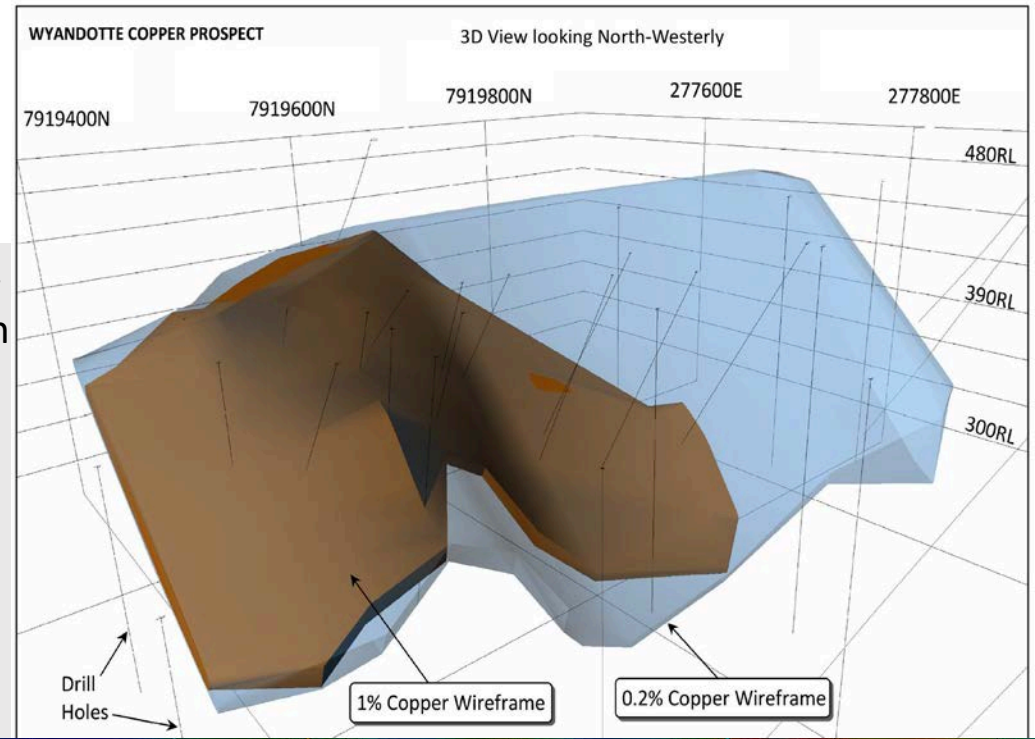 WYANDOTTE COPPER PROSPECT
3D View looking North-Westerly
7919400N
7919600N
7919800N
277600E
277800E
480RL
390RL
300RL
Drill
Holes
1% Copper Wireframe
0.2% Copper Wireframe